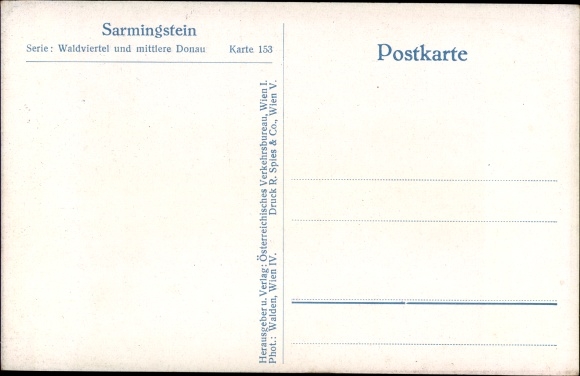 Sarmingstein
Serie: Waldviertel und mittlere Donau Karte 153
Herausgeber u. Verlag: Österreichisches Verkehrsbureau, Wien I.
Phot.: Walden, Wien IV. Druck R. Spies & Co., Wien V.
Postkarte